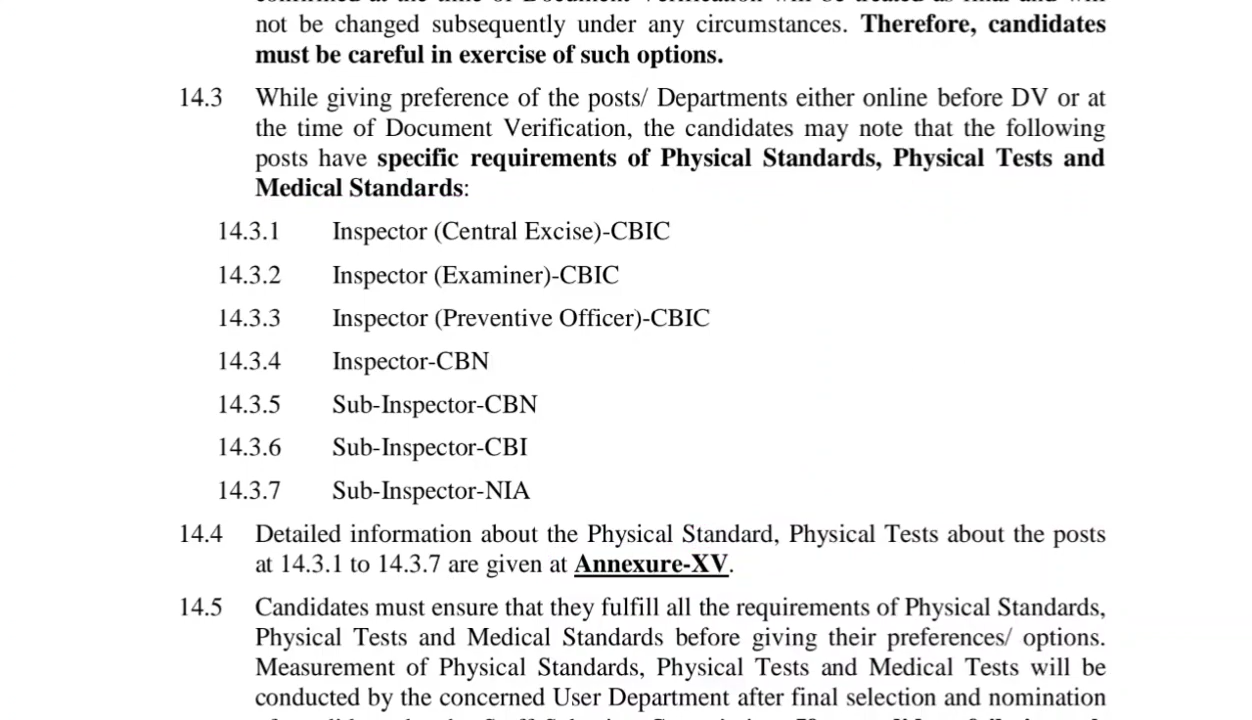 not be changed subsequently under any circumstances. Therefore, candidates
must be careful in exercise of such options.
14.3 While giving preference of the posts/ Departments either online before DV or at
the time of Document Verification, the candidates may note that the following
posts have specific requirements of Physical Standards, Physical Tests and
Medical Standards:
14.3.1 Inspector (Central Excise)-CBIC
14.3.2 Inspector (Examiner)-CBIC
14.3.3 Inspector (Preventive Officer)-CBIC
14.3.4 Inspector-CBN
14.3.5 Sub-Inspector-CBN
14.3.6 Sub-Inspector-CBI
14.3.7 Sub-Inspector-NIA
14.4 Detailed information about the Physical Standard, Physical Tests about the posts
at 14.3.1 to 14.3.7 are given at Annexure-XV.
14.5 Candidates must ensure that they fulfill all the requirements of Physical Standards,
Physical Tests and Medical Standards before giving their preferences/ options.
Measurement of Physical Standards, Physical Tests and Medical Tests will be
conducted by the concerned User Department after final selection and nomination